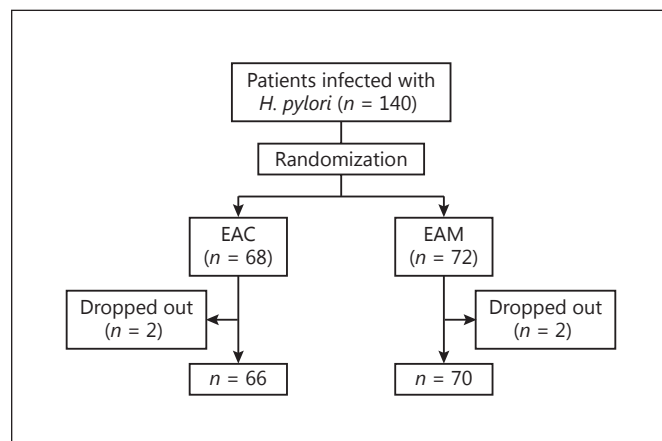 Patients infected with
H. pylori (n = 140)
Randomization
EAC
(n = 68)
EAM
(n = 72)
Dropped out
(n = 2)
Dropped out
(n = 2)
n = 66
n = 70